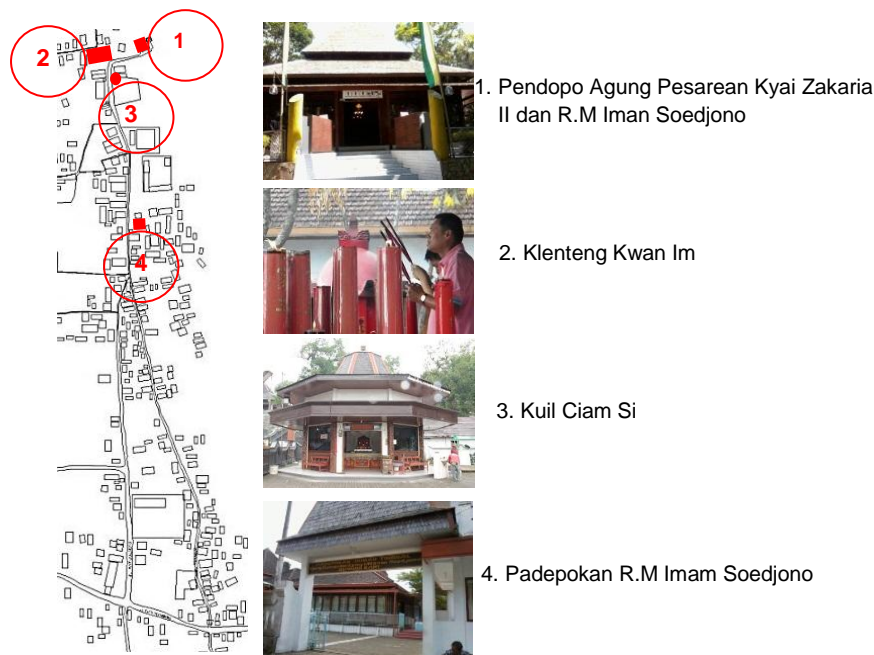 2
1
3
4
1. Pendopo Agung Pesarean Kyai Zakaria
II dan R.M Iman Soedjono
2. Klenteng Kwan Im
3. Kuil Ciam Si
4. Padepokan R.M Imam Soedjono